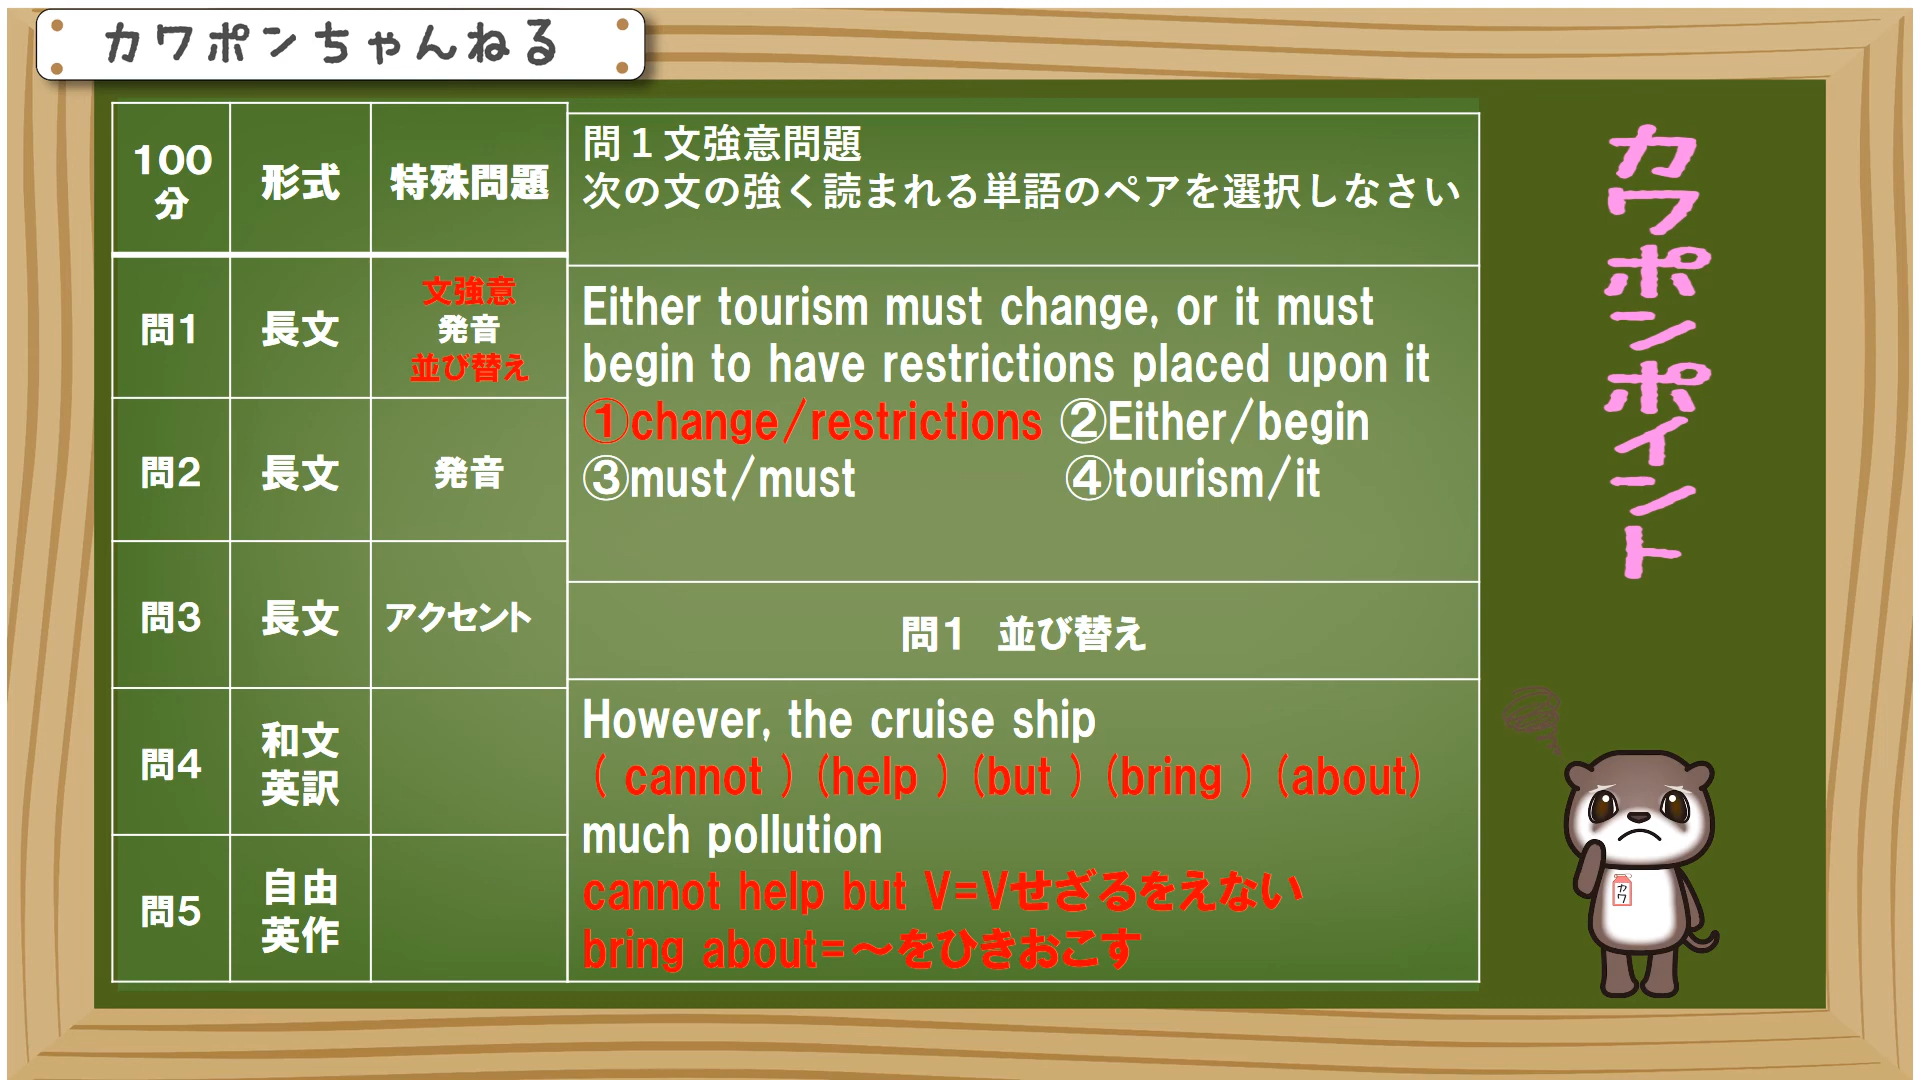 カワポンちゃんねる
100
分
形式
特殊問題
問1
長文
文強意
発音
並び替え
問2
長文
発音
問3
長文
アクセント
問4
和文
英訳
問5
自由
英作
問１文強意問題
次の文の強く読まれる単語のペアを選択しなさい
Either tourism must change, or it must
begin to have restrictions placed upon it
①change/restrictions ②Either/begin
③must/must ④tourism/it
問1 並び替え
However, the cruise ship
( cannot ) (help ) (but ) (bring ) (about)
much pollution
cannot help but V=Vせざるをえない
bring about=～をひきおこす
カワポンポイント
カワ